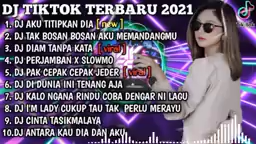 DJ TIKTOK TERBARU 2021
1.DJ AKU TITIPKAN DIA [new]
2.DJ TAK BOSAN BOSAN AKU MEMANDANGMU
3.DJ DIAM TANPA KATA [viral]
4.DJ PERJAMBAN X SLOWMO
5.DJ PAK CEPAK CEPAK JEDER [viral]
6.DJ DI DUNIA INI TENANG AJA
7.DJ KALO NGANA RINDU COBA DENGAR NI LAGU
8.DJ I'M LADY CUKUP TAU TAK PERLU MERAYU
9.DJ CINTA TASIKMALAYA
10.DJ ANTARA KAU DIA DAN AKU